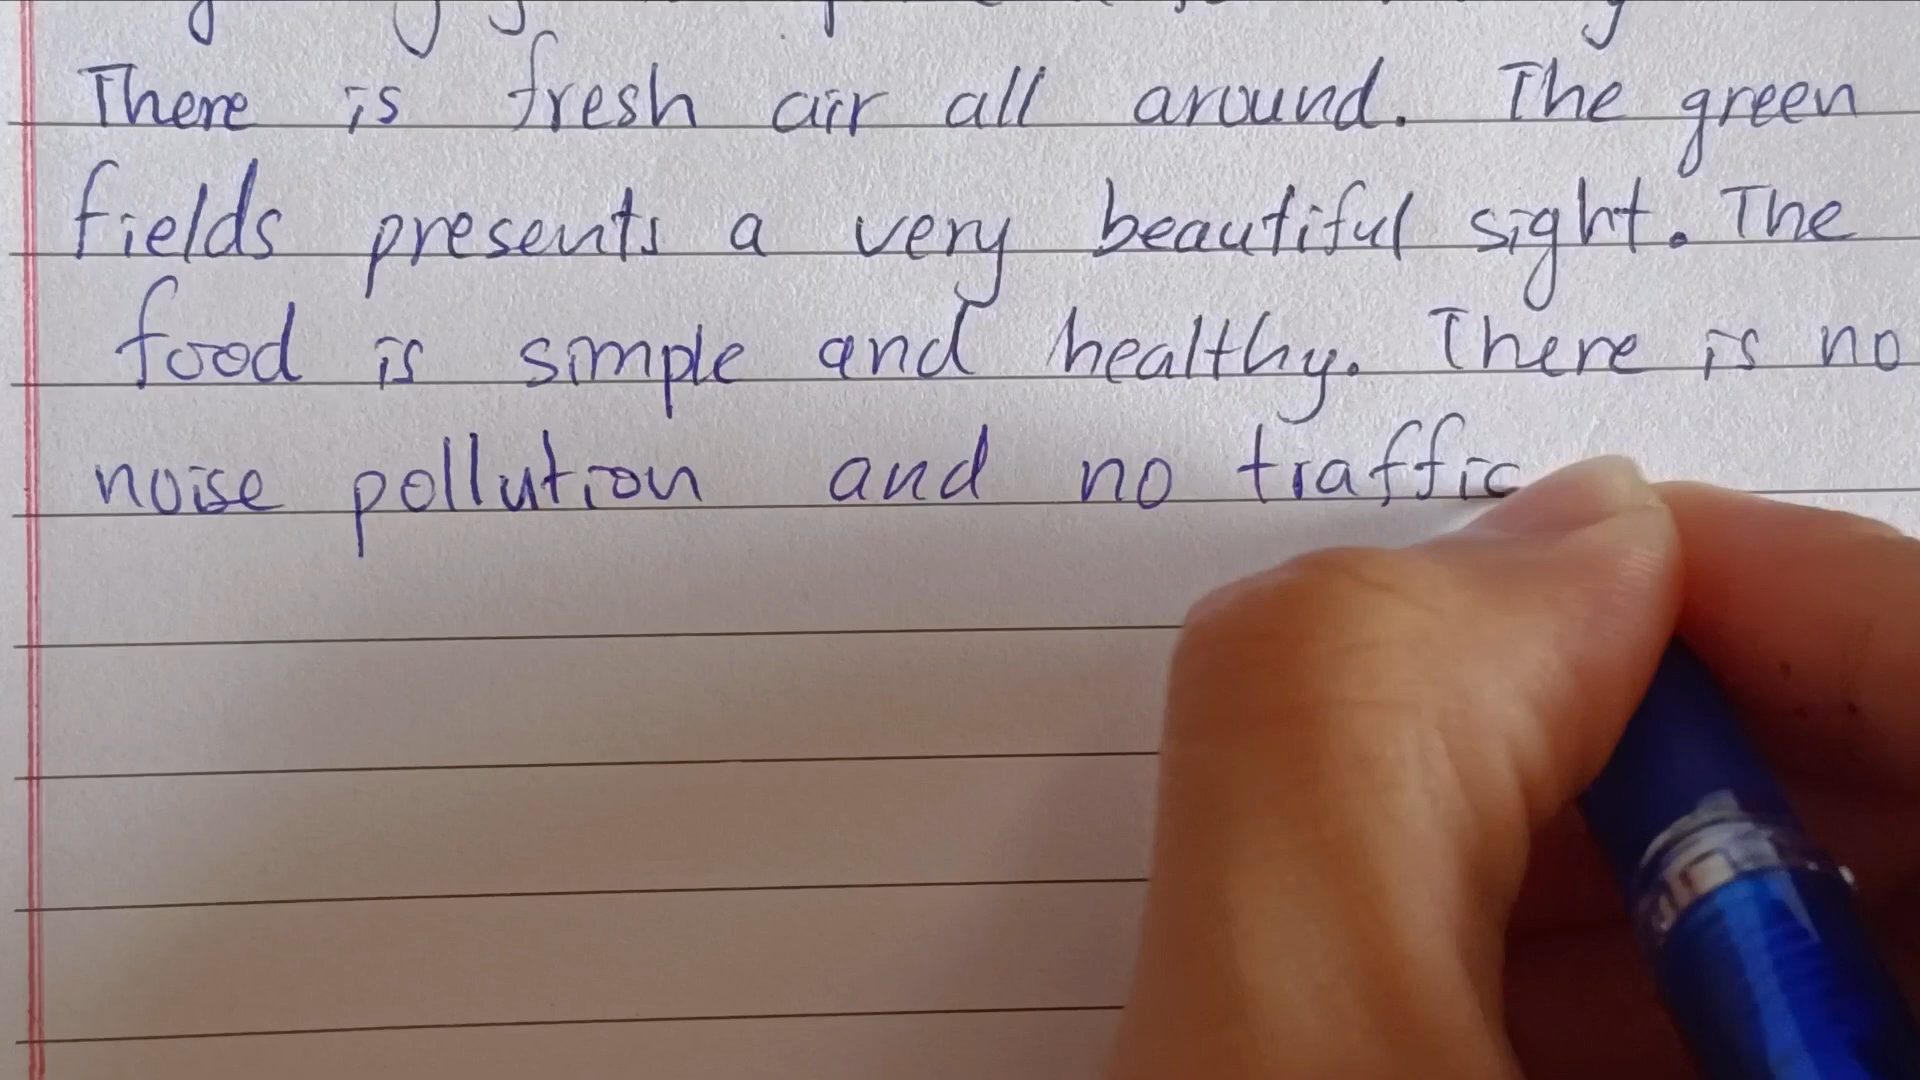 There is fresh air all around. The green
fields presents a very beautiful sight. The
food is simple and healthy. There is no
noise pollution and no traffic